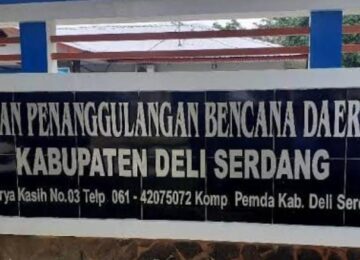 AN PENANGGULANGAN BENCANA DAER
KABUPATEN DELI SERDANG
rya Kasih No.03 Telp 061 - 42075072 Komp Pemda Kab. Deli Ser